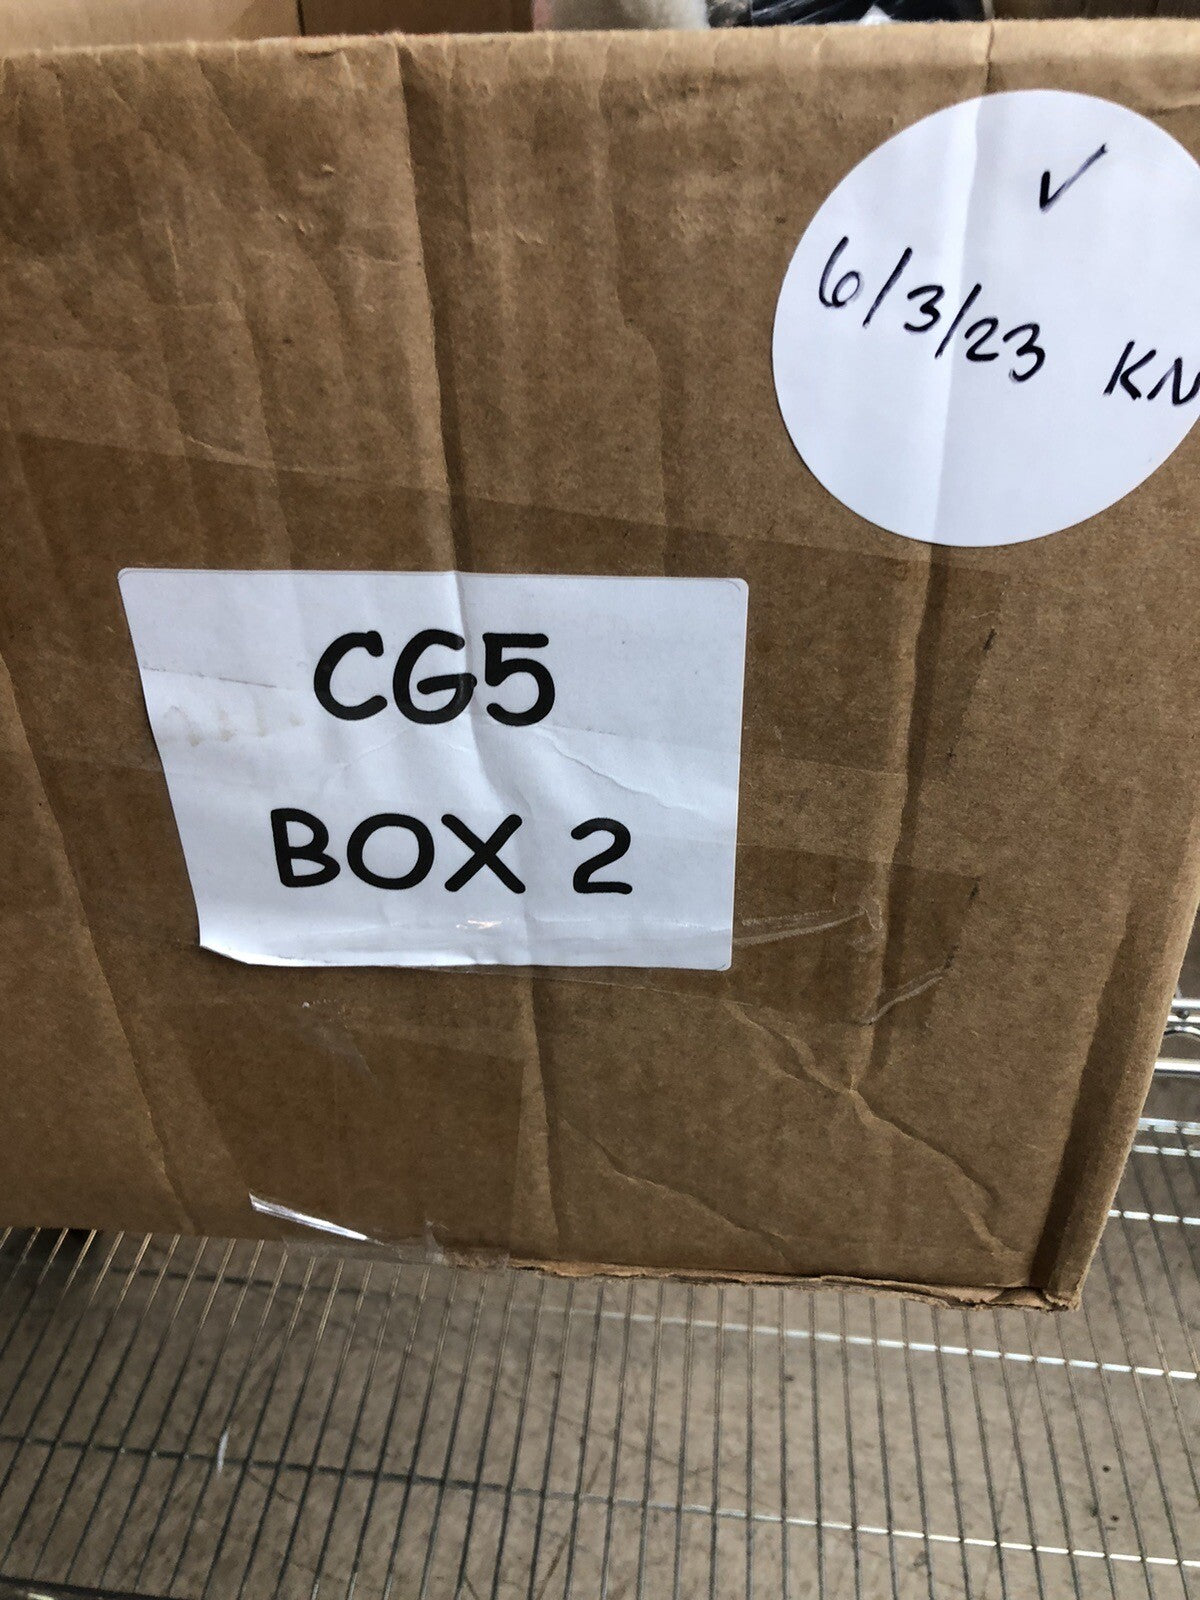 ✓
6/3/23 KN
CG5
BOX 2